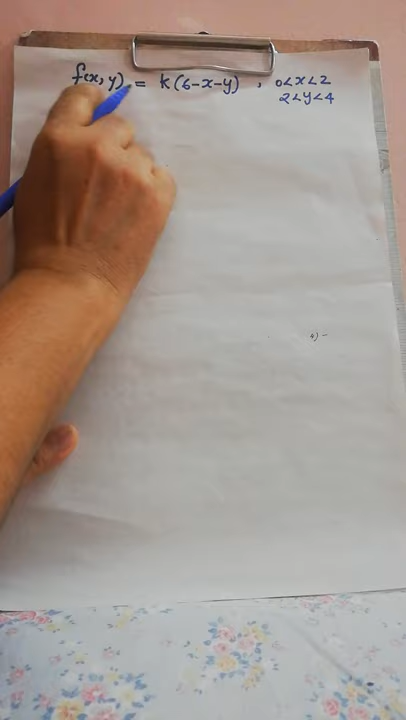 f(x,y) = k(6-x-y) , 0<x<2
2<y<4